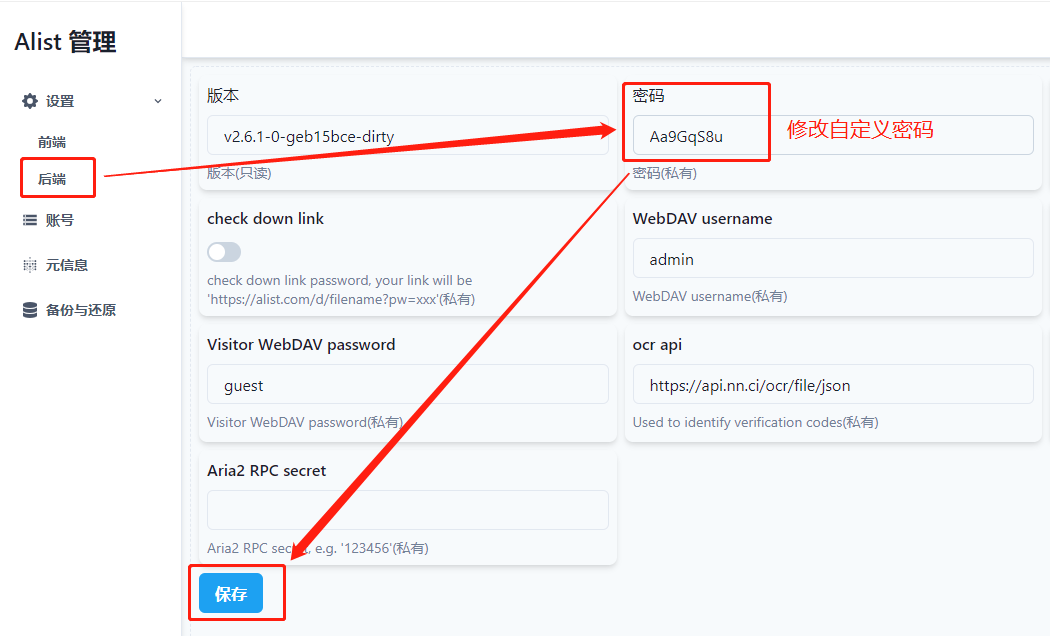 Alist 管理
设置
前端
后端
账号
元信息
备份与还原
版本
v2.6.1-0-geb15bce-dirty
版本(只读)
密码
Aa9GqS8u
修改自定义密码
密码(私有)
check down link
check down link password, your link will be
'https://alist.com/d/filename?pw=xxx'(私有)
WebDAV username
admin
WebDAV username(私有)
Visitor WebDAV password
guest
Visitor WebDAV password(私有)
ocr api
https://api.nn.ci/ocr/file/json
Used to identify verification codes(私有)
Aria2 RPC secret
Aria2 RPC secret, e.g. '123456'(私有)
保存